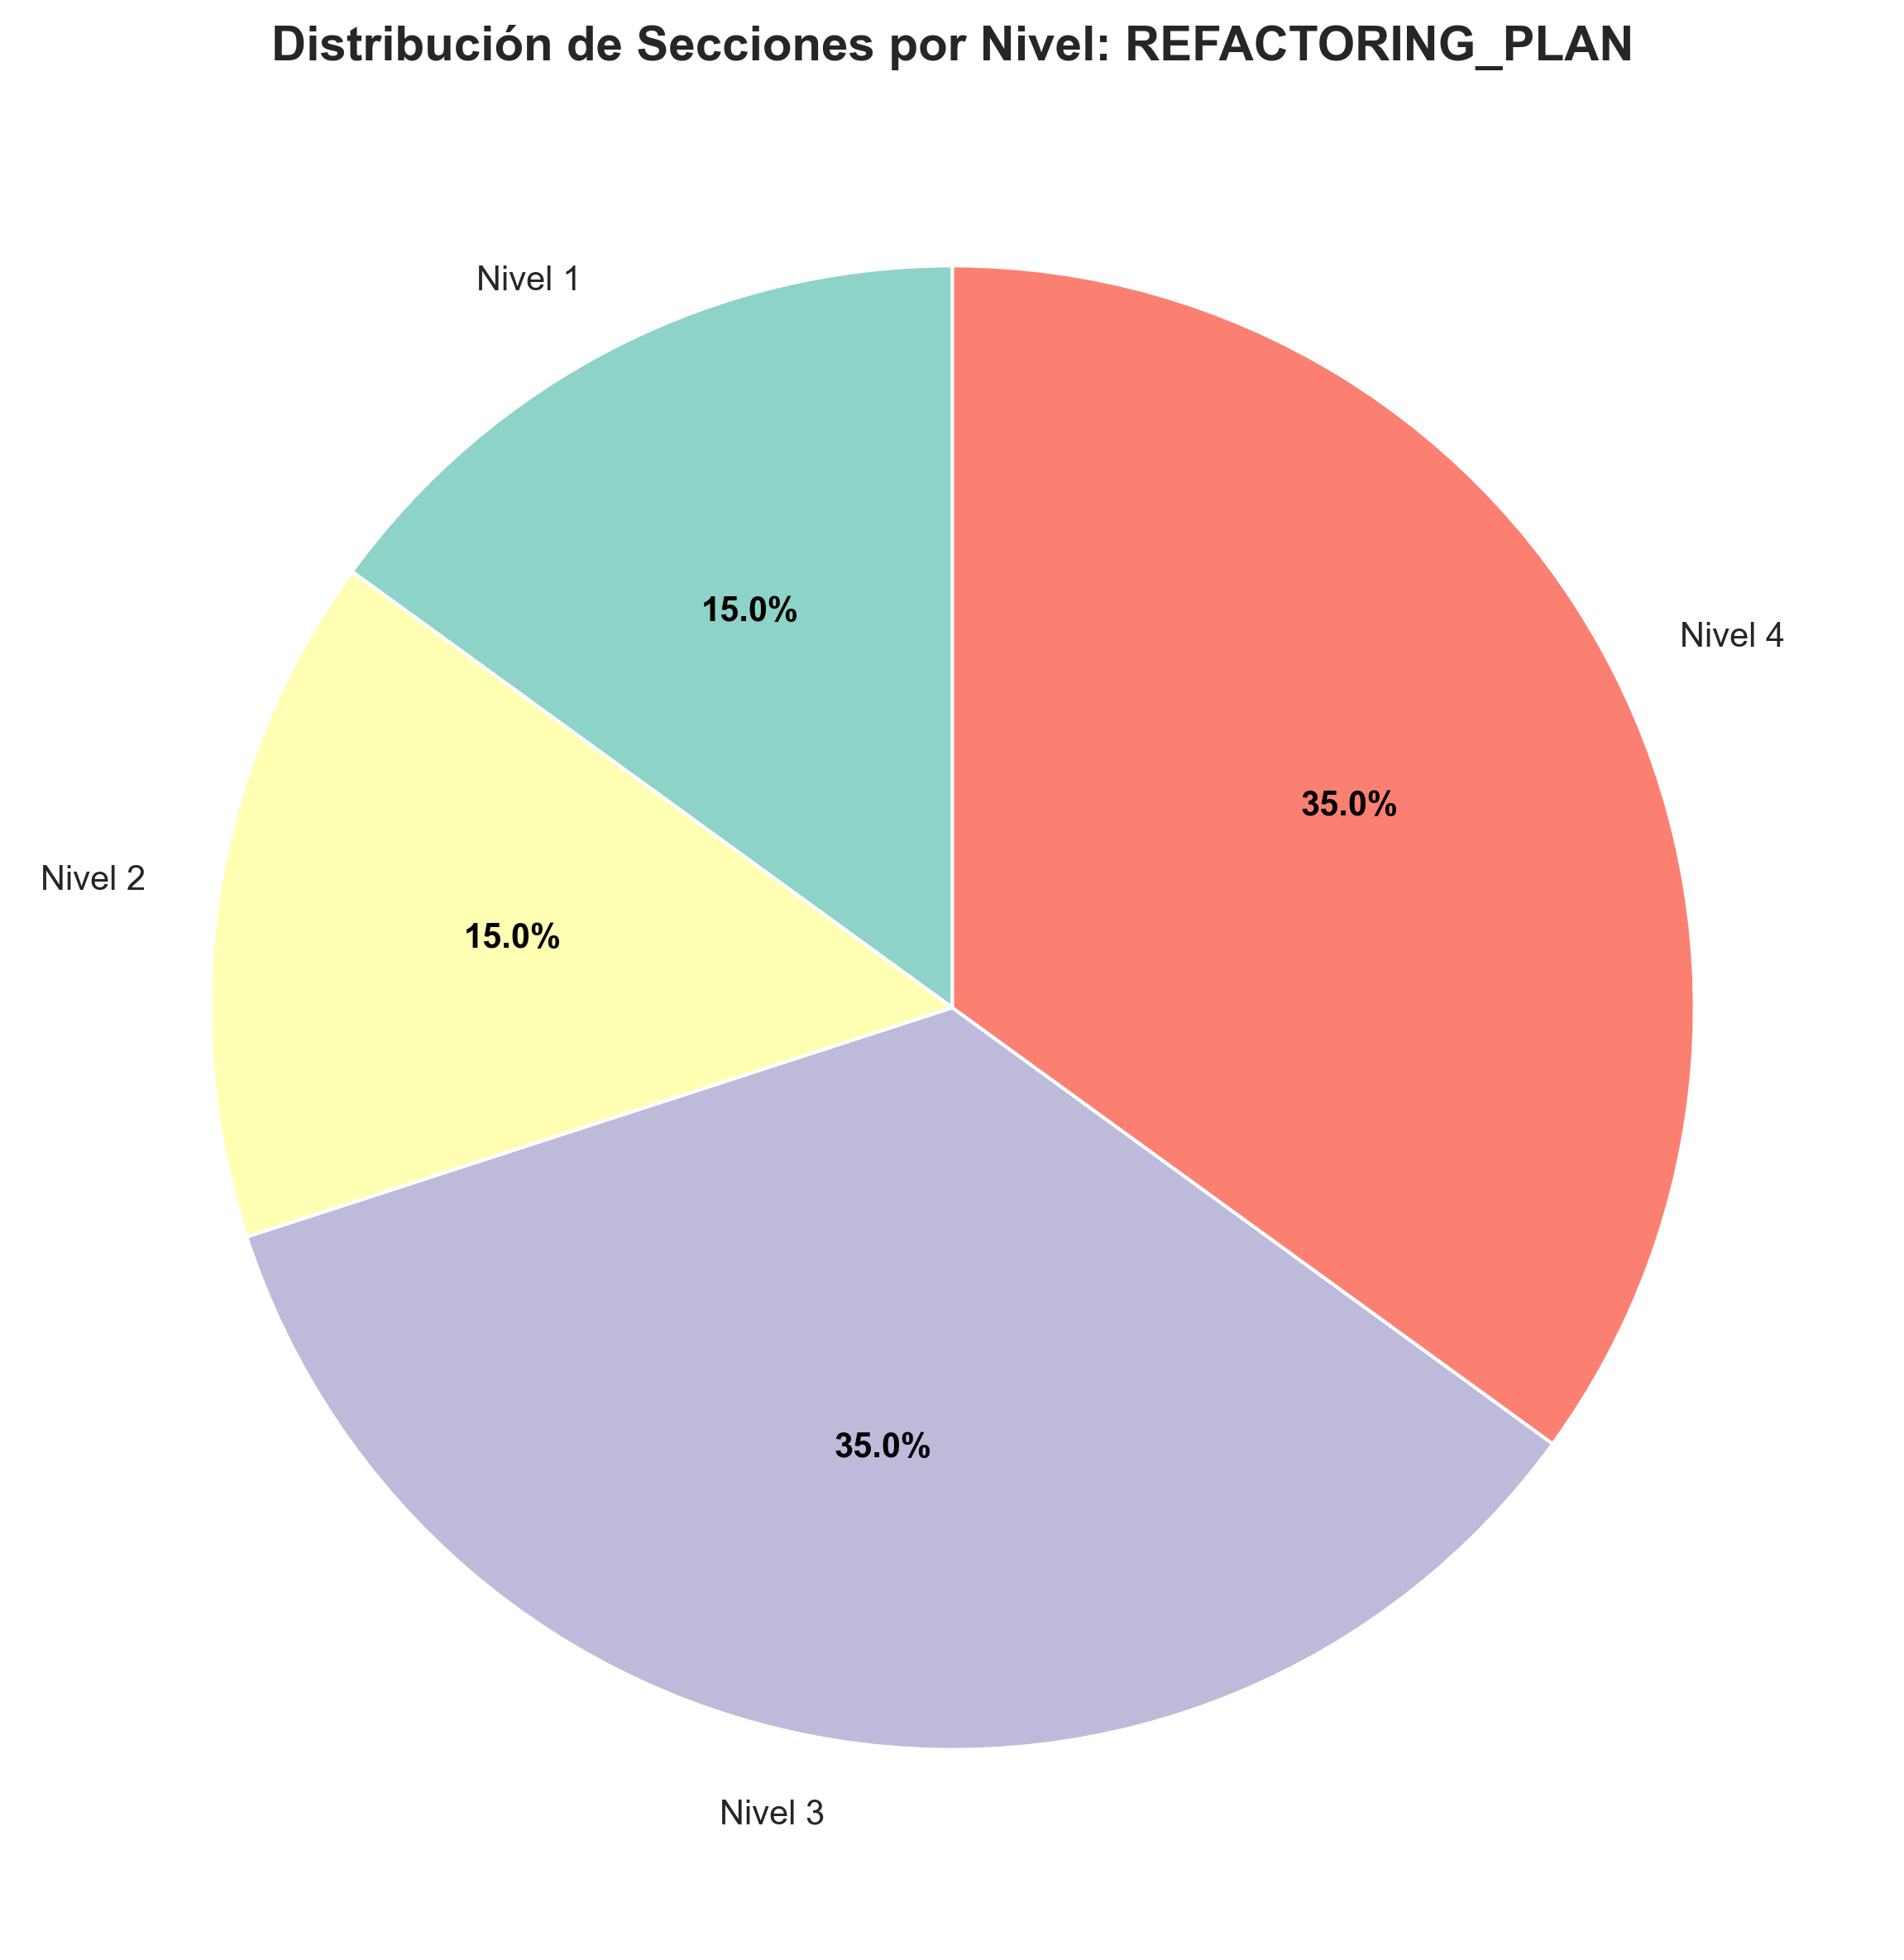 Distribución de Secciones por Nivel: REFACTORING_PLAN
Nivel 1
15.0%
Nivel 4
35.0%
Nivel 2
15.0%
35.0%
Nivel 3